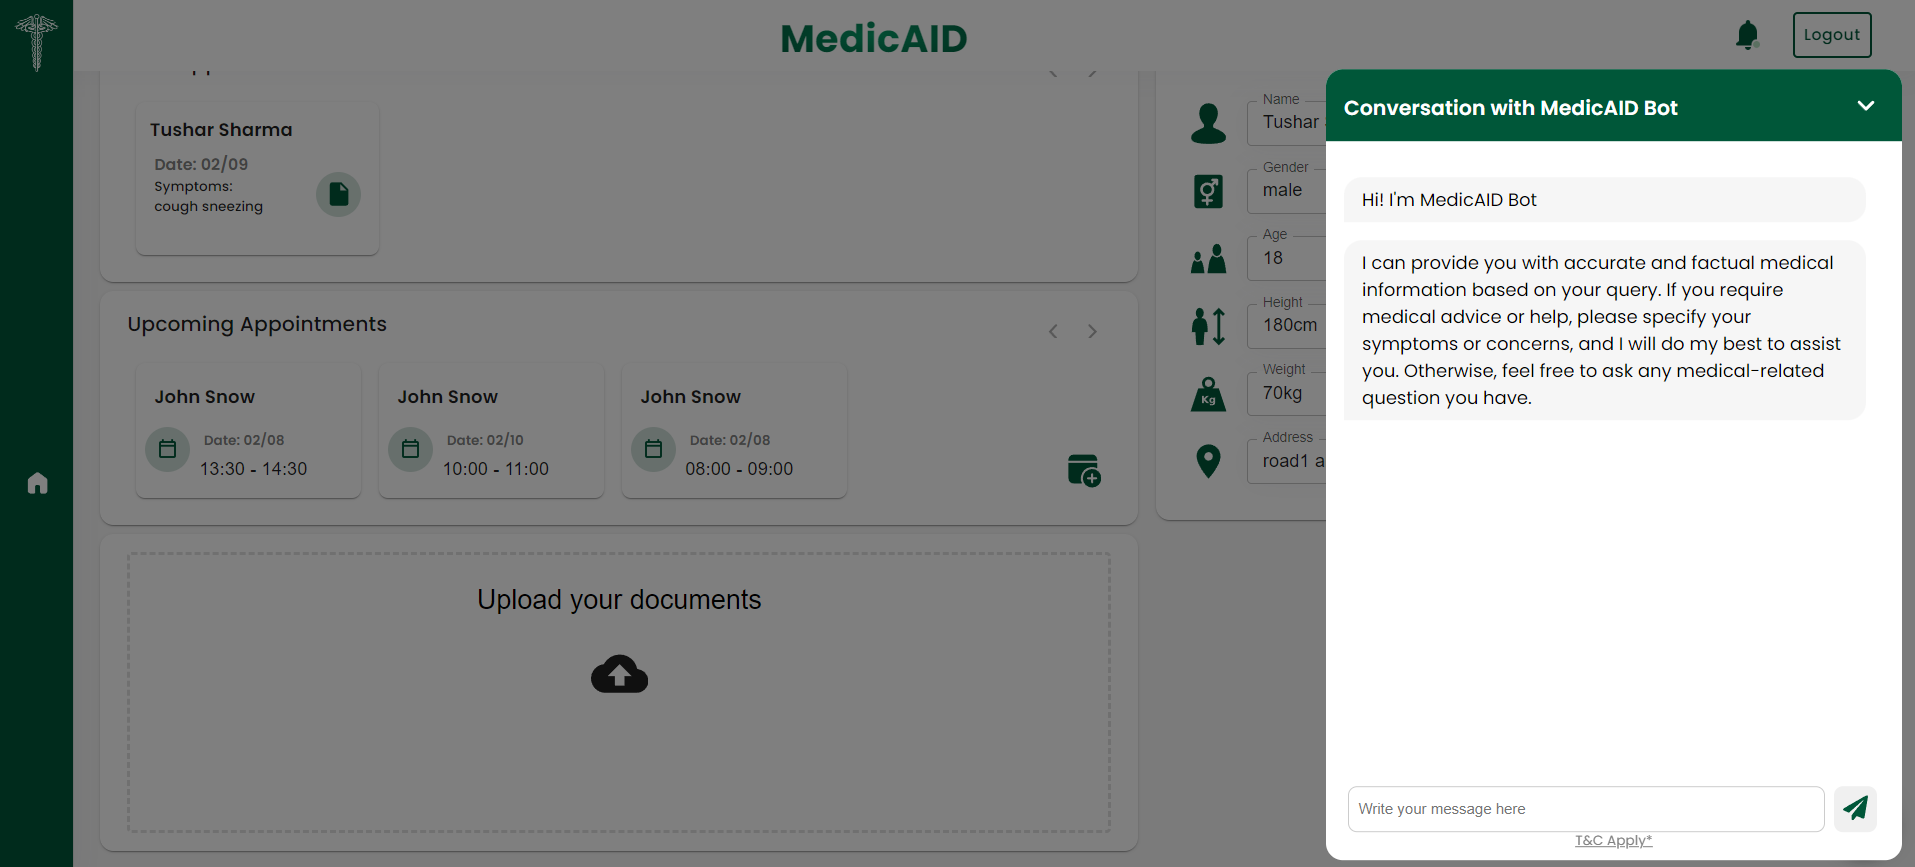 MedicAID
Logout
Tushar Sharma
Date: 02/09
Symptoms:
cough sneezing
Upcoming Appointments
John Snow
Date: 02/08
13:30 - 14:30
John Snow
Date: 02/10
10:00 - 11:00
John Snow
Date: 02/08
08:00 - 09:00
Upload your documents
Name
Tushar
Gender
male
Age
18
Height
180cm
Weight
Kg
70kg
Address
road1 a
Conversation with MedicAID Bot
Hi! I'm MedicAID Bot
I can provide you with accurate and factual medical
information based on your query. If you require
medical advice or help, please specify your
symptoms or concerns, and I will do my best to assist
you. Otherwise, feel free to ask any medical-related
question you have.
Write your message here
T&C Apply*